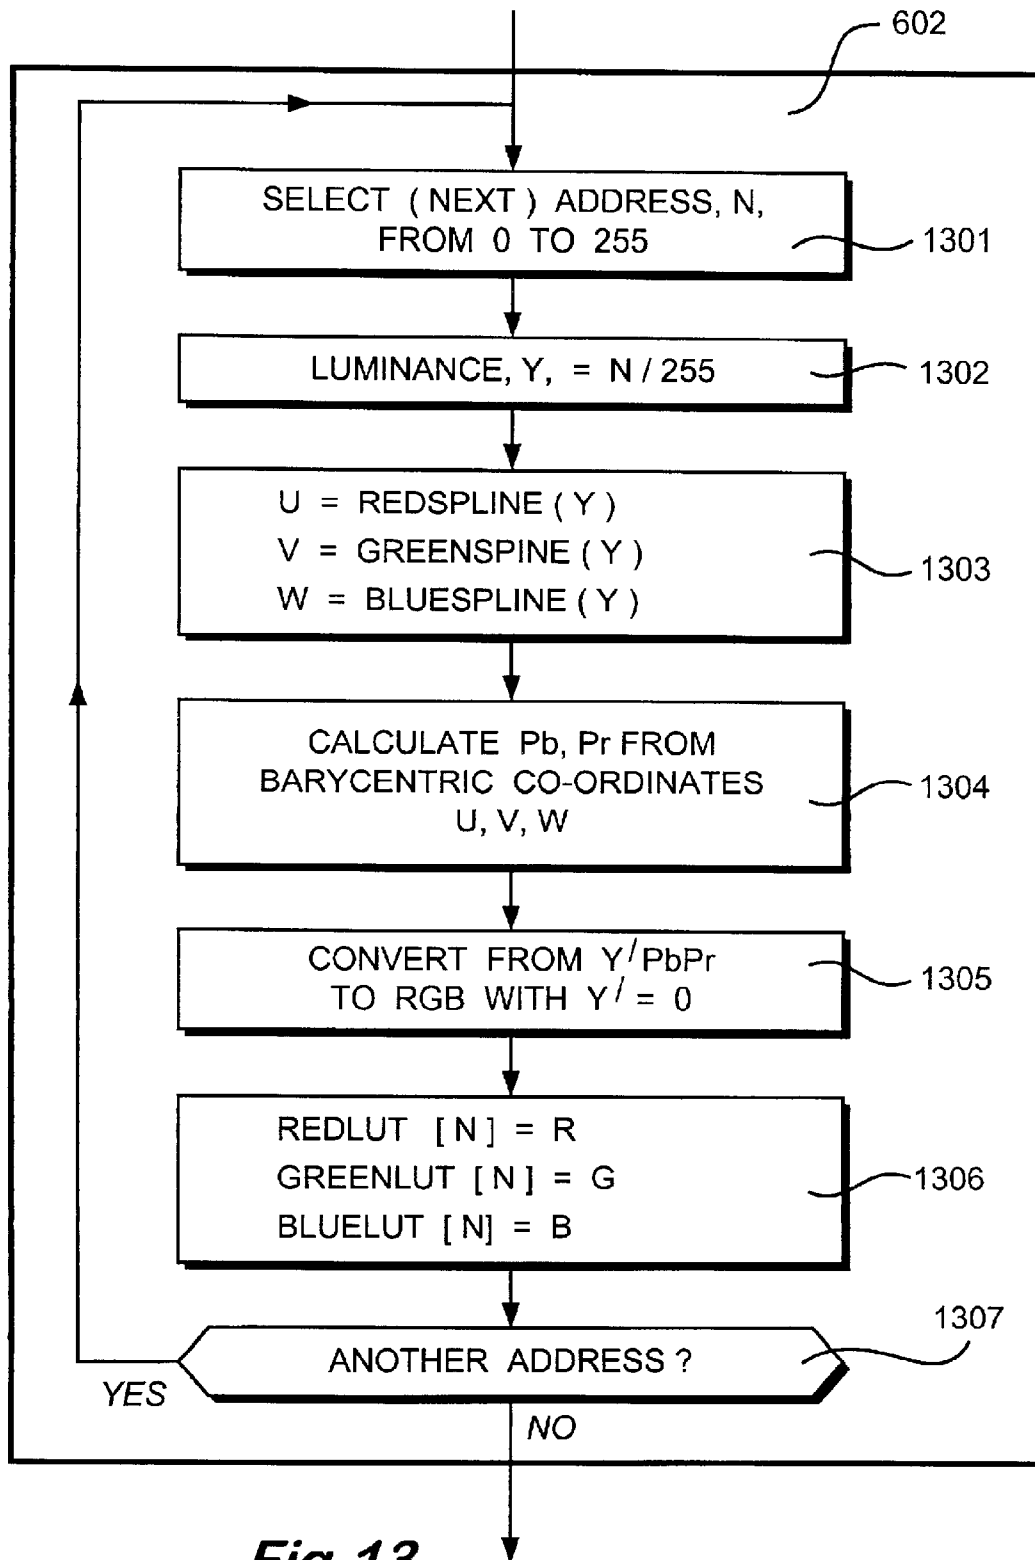 602
SELECT ( NEXT ) ADDRESS, N,
FROM 0 TO 255
1301
LUMINANCE, Y, = N / 255
1302
U = REDSPLINE ( Y )
V = GREENSPINE ( Y )
W = BLUESPLINE ( Y )
1303
CALCULATE Pb, Pr FROM
BARYCENTRIC CO-ORDINATES
U, V, W
1304
CONVERT FROM Y/PbPr
TO RGB WITH Y/ = 0
1305
REDLUT [ N ] = R
GREENLUT [ N ] = G
BLUELUT [ N] = B
1306
1307
ANOTHER ADDRESS ?
YES
NO
Fig 13